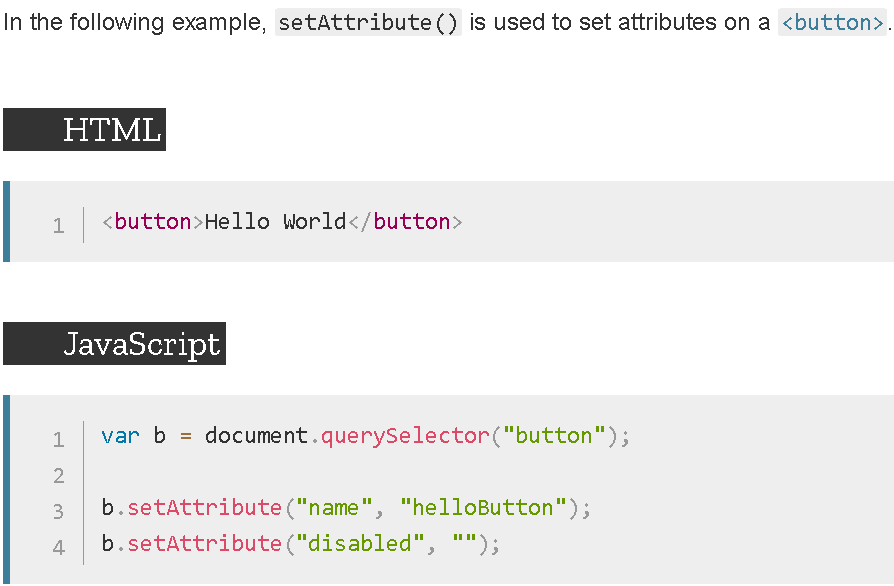 In the following example, setAttribute() is used to set attributes on a <button>.
HTML
1 <button>Hello World</button>
JavaScript
1 var b = document.querySelector("button");
2
3 b.setAttribute("name", "helloButton");
4 b.setAttribute("disabled", "");